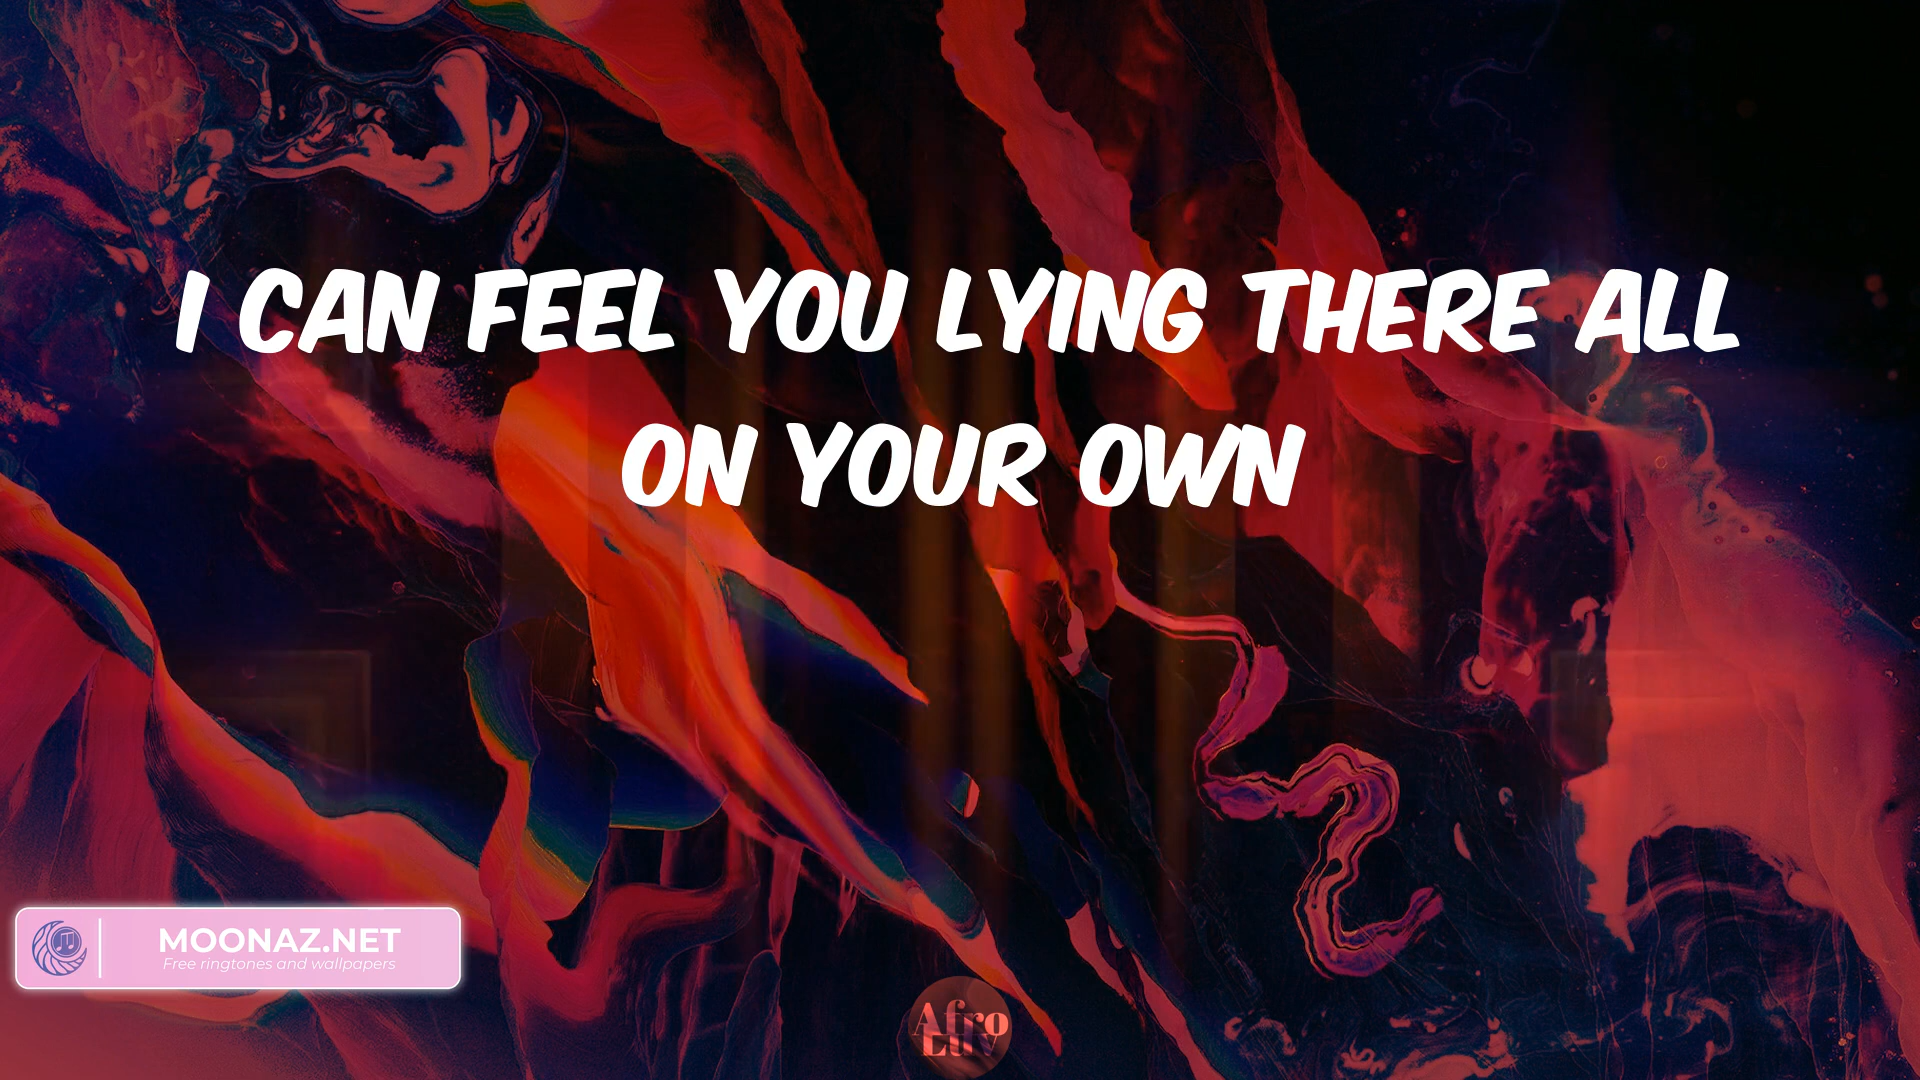 I CAN FEEL YOU LYING THERE ALL
ON YOUR OWN
MOONAZ.NET
Free ringtones and wallpapers
Afro
Luv